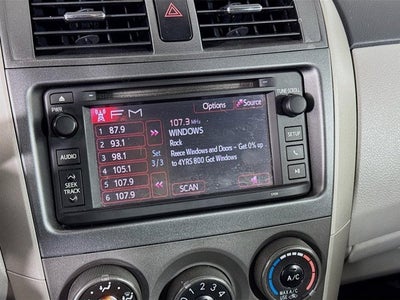 PWR
TUNE·SCROLL
FM
Options
Source
107.3 MHz
WINDOWS
Rock
Reece Windows and Doors – Get 0% up
to 4YRS 800 Got Windows
1 87.9
2 93.1
3 98.1
4 105.1
5 107.9
6 107.9
Set
3/3
SCAN
AUDIO
SEEK
TRACK
SETUP
A/C
MAX A/C